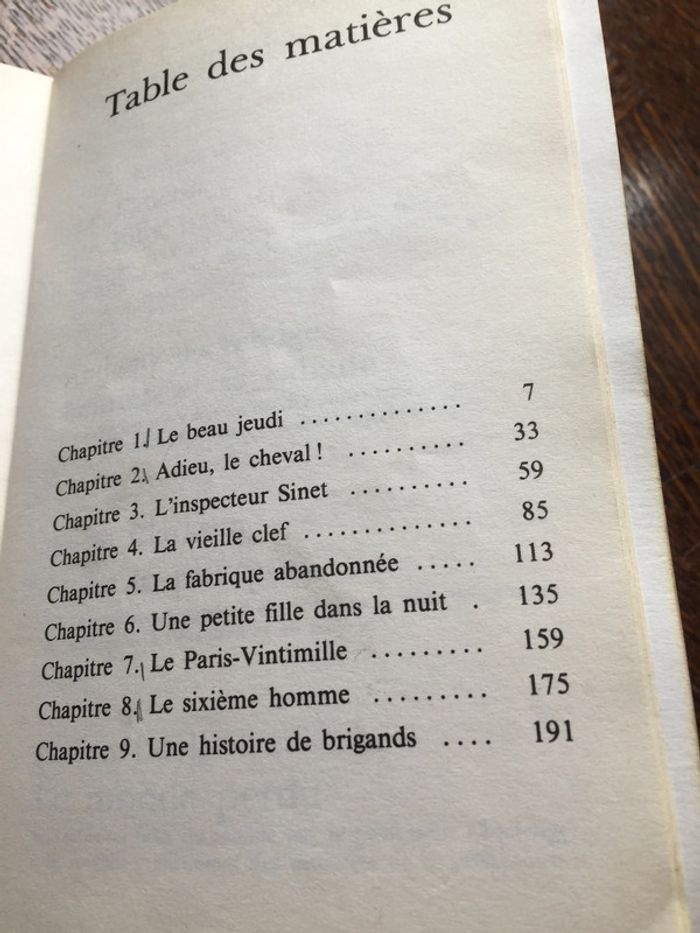 Table des matières
Chapitre 1. Le beau jeudi .............. 7
Chapitre 2. Adieu, le cheval ! .......... 33
Chapitre 3. L'inspecteur Sinet .......... 59
Chapitre 4. La vieille clef ............. 85
Chapitre 5. La fabrique abandonnée ..... 113
Chapitre 6. Une petite fille dans la nuit . 135
Chapitre 7. Le Paris-Vintimille ......... 159
Chapitre 8. Le sixième homme ......... 175
Chapitre 9. Une histoire de brigands .... 191